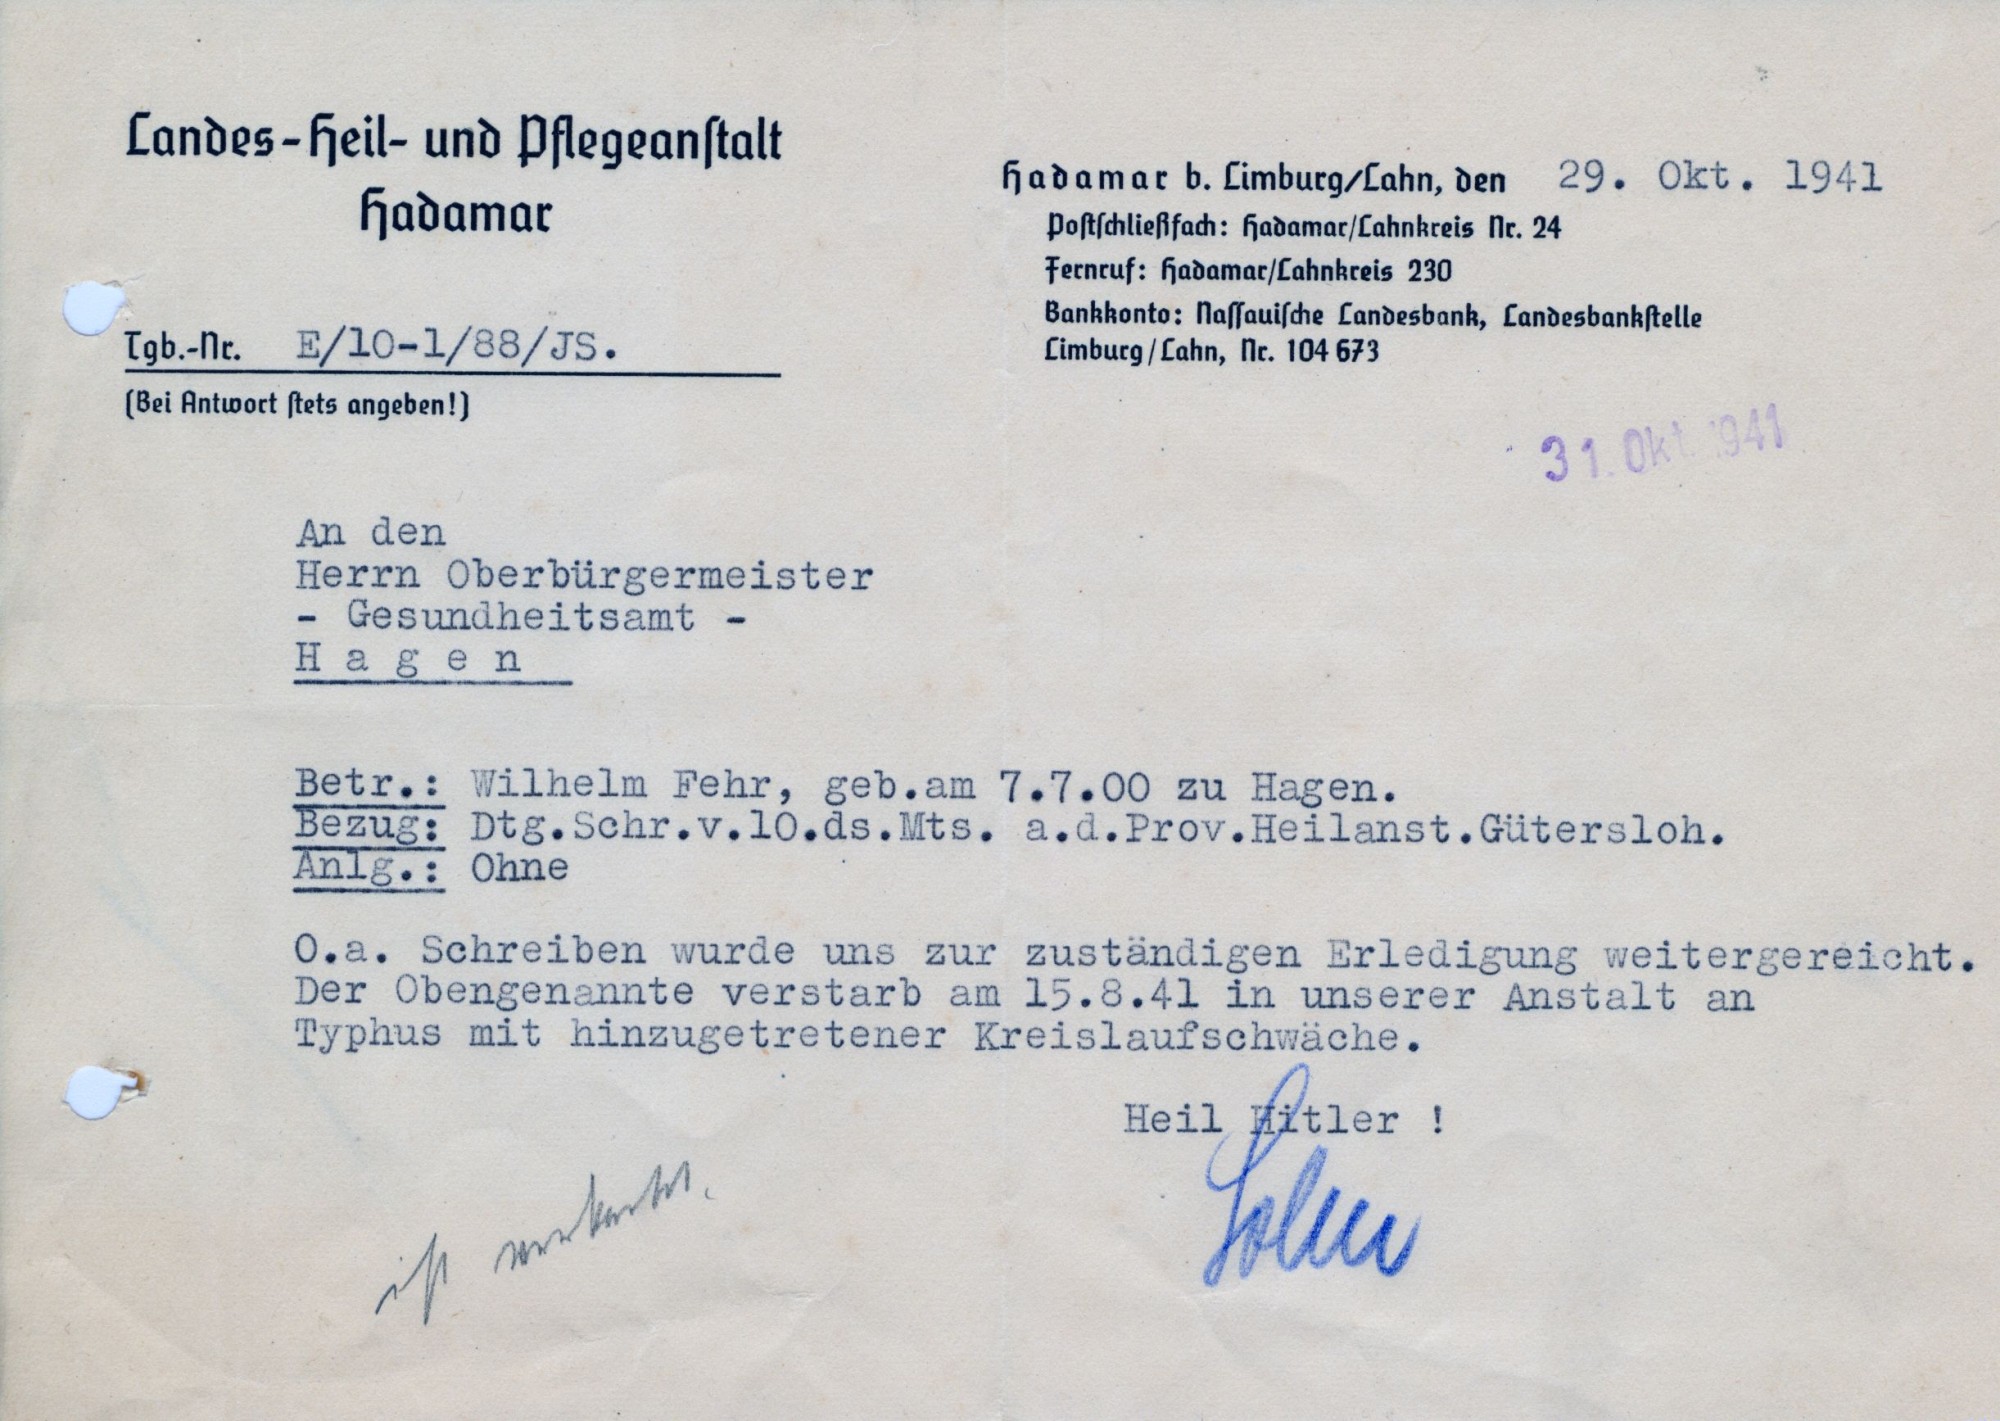 Landes-Heil- und Pflegeanstalt
Hadamar
Hadamar b. Limburg/Lahn, den 29. Okt. 1941
Postschließfach: Hadamar/Lahnkreis Nr. 24
Fernruf: Hadamar/Lahnkreis 230
Bankkonto: Nassauische Landesbank, Landesbankstelle
Limburg/Lahn, Nr. 104 673
Tgb.-Nr. E/10-1/88/JS.
(Bei Antwort stets angeben!)
31. Okt. 1941
An den
Herrn Oberbürgermeister
- Gesundheitsamt -
H a g e n
Betr.: Wilhelm Fehr, geb.am 7.7.00 zu Hagen.
Bezug: Dtg.Schr.v.10.ds.Mts. a.d.Prov.Heilanst.Gütersloh.
Anlg.: Ohne
O.a. Schreiben wurde uns zur zuständigen Erledigung weitergereicht.
Der Obengenannte verstarb am 15.8.41 in unserer Anstalt an
Typhus mit hinzugetretener Kreislaufschwäche.
Heil Hitler !
ist verkartet.